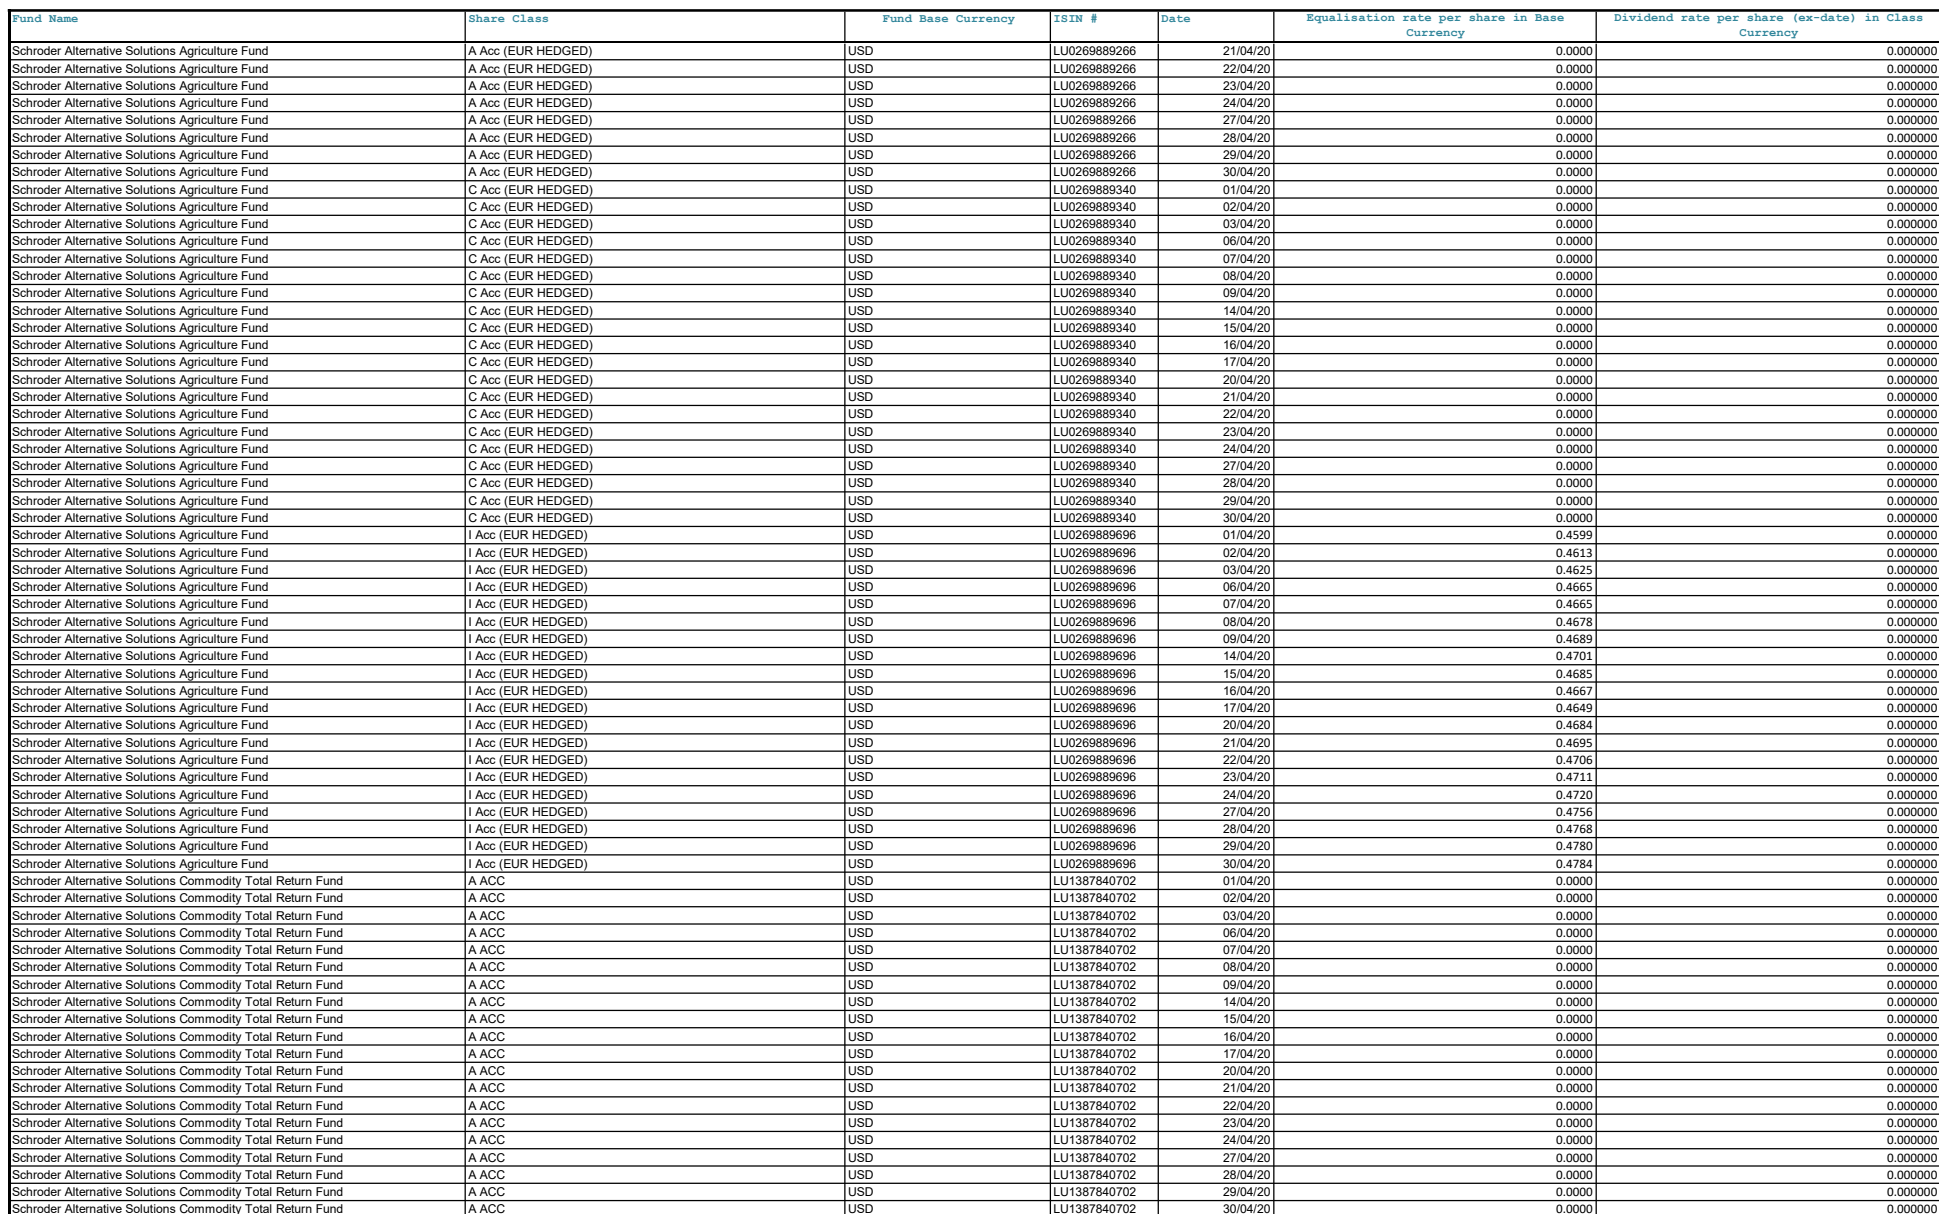 Fund Name Share Class Fund Base Currency ISIN # Date Equalisation rate per share in Base Dividend rate per share (ex-date) in Class
Currency Currency
Schroder Alternative Solutions Agriculture Fund A Acc (EUR HEDGED) USD LU0269889266 21/04/20 0.0000 0.000000
Schroder Alternative Solutions Agriculture Fund A Acc (EUR HEDGED) USD LU0269889266 22/04/20 0.0000 0.000000
Schroder Alternative Solutions Agriculture Fund A Acc (EUR HEDGED) USD LU0269889266 23/04/20 0.0000 0.000000
Schroder Alternative Solutions Agriculture Fund A Acc (EUR HEDGED) USD LU0269889266 24/04/20 0.0000 0.000000
Schroder Alternative Solutions Agriculture Fund A Acc (EUR HEDGED) USD LU0269889266 27/04/20 0.0000 0.000000
Schroder Alternative Solutions Agriculture Fund A Acc (EUR HEDGED) USD LU0269889266 28/04/20 0.0000 0.000000
Schroder Alternative Solutions Agriculture Fund A Acc (EUR HEDGED) USD LU0269889266 29/04/20 0.0000 0.000000
Schroder Alternative Solutions Agriculture Fund A Acc (EUR HEDGED) USD LU0269889266 30/04/20 0.0000 0.000000
Schroder Alternative Solutions Agriculture Fund C Acc (EUR HEDGED) USD LU0269889340 01/04/20 0.0000 0.000000
Schroder Alternative Solutions Agriculture Fund C Acc (EUR HEDGED) USD LU0269889340 02/04/20 0.0000 0.000000
Schroder Alternative Solutions Agriculture Fund C Acc (EUR HEDGED) USD LU0269889340 03/04/20 0.0000 0.000000
Schroder Alternative Solutions Agriculture Fund C Acc (EUR HEDGED) USD LU0269889340 06/04/20 0.0000 0.000000
Schroder Alternative Solutions Agriculture Fund C Acc (EUR HEDGED) USD LU0269889340 07/04/20 0.0000 0.000000
Schroder Alternative Solutions Agriculture Fund C Acc (EUR HEDGED) USD LU0269889340 08/04/20 0.0000 0.000000
Schroder Alternative Solutions Agriculture Fund C Acc (EUR HEDGED) USD LU0269889340 09/04/20 0.0000 0.000000
Schroder Alternative Solutions Agriculture Fund C Acc (EUR HEDGED) USD LU0269889340 14/04/20 0.0000 0.000000
Schroder Alternative Solutions Agriculture Fund C Acc (EUR HEDGED) USD LU0269889340 15/04/20 0.0000 0.000000
Schroder Alternative Solutions Agriculture Fund C Acc (EUR HEDGED) USD LU0269889340 16/04/20 0.0000 0.000000
Schroder Alternative Solutions Agriculture Fund C Acc (EUR HEDGED) USD LU0269889340 17/04/20 0.0000 0.000000
Schroder Alternative Solutions Agriculture Fund C Acc (EUR HEDGED) USD LU0269889340 20/04/20 0.0000 0.000000
Schroder Alternative Solutions Agriculture Fund C Acc (EUR HEDGED) USD LU0269889340 21/04/20 0.0000 0.000000
Schroder Alternative Solutions Agriculture Fund C Acc (EUR HEDGED) USD LU0269889340 22/04/20 0.0000 0.000000
Schroder Alternative Solutions Agriculture Fund C Acc (EUR HEDGED) USD LU0269889340 23/04/20 0.0000 0.000000
Schroder Alternative Solutions Agriculture Fund C Acc (EUR HEDGED) USD LU0269889340 24/04/20 0.0000 0.000000
Schroder Alternative Solutions Agriculture Fund C Acc (EUR HEDGED) USD LU0269889340 27/04/20 0.0000 0.000000
Schroder Alternative Solutions Agriculture Fund C Acc (EUR HEDGED) USD LU0269889340 28/04/20 0.0000 0.000000
Schroder Alternative Solutions Agriculture Fund C Acc (EUR HEDGED) USD LU0269889340 29/04/20 0.0000 0.000000
Schroder Alternative Solutions Agriculture Fund C Acc (EUR HEDGED) USD LU0269889340 30/04/20 0.0000 0.000000
Schroder Alternative Solutions Agriculture Fund I Acc (EUR HEDGED) USD LU0269889696 01/04/20 0.4599 0.000000
Schroder Alternative Solutions Agriculture Fund I Acc (EUR HEDGED) USD LU0269889696 02/04/20 0.4613 0.000000
Schroder Alternative Solutions Agriculture Fund I Acc (EUR HEDGED) USD LU0269889696 03/04/20 0.4625 0.000000
Schroder Alternative Solutions Agriculture Fund I Acc (EUR HEDGED) USD LU0269889696 06/04/20 0.4665 0.000000
Schroder Alternative Solutions Agriculture Fund I Acc (EUR HEDGED) USD LU0269889696 07/04/20 0.4665 0.000000
Schroder Alternative Solutions Agriculture Fund I Acc (EUR HEDGED) USD LU0269889696 08/04/20 0.4678 0.000000
Schroder Alternative Solutions Agriculture Fund I Acc (EUR HEDGED) USD LU0269889696 09/04/20 0.4689 0.000000
Schroder Alternative Solutions Agriculture Fund I Acc (EUR HEDGED) USD LU0269889696 14/04/20 0.4701 0.000000
Schroder Alternative Solutions Agriculture Fund I Acc (EUR HEDGED) USD LU0269889696 15/04/20 0.4685 0.000000
Schroder Alternative Solutions Agriculture Fund I Acc (EUR HEDGED) USD LU0269889696 16/04/20 0.4667 0.000000
Schroder Alternative Solutions Agriculture Fund I Acc (EUR HEDGED) USD LU0269889696 17/04/20 0.4649 0.000000
Schroder Alternative Solutions Agriculture Fund I Acc (EUR HEDGED) USD LU0269889696 20/04/20 0.4684 0.000000
Schroder Alternative Solutions Agriculture Fund I Acc (EUR HEDGED) USD LU0269889696 21/04/20 0.4695 0.000000
Schroder Alternative Solutions Agriculture Fund I Acc (EUR HEDGED) USD LU0269889696 22/04/20 0.4706 0.000000
Schroder Alternative Solutions Agriculture Fund I Acc (EUR HEDGED) USD LU0269889696 23/04/20 0.4711 0.000000
Schroder Alternative Solutions Agriculture Fund I Acc (EUR HEDGED) USD LU0269889696 24/04/20 0.4720 0.000000
Schroder Alternative Solutions Agriculture Fund I Acc (EUR HEDGED) USD LU0269889696 27/04/20 0.4756 0.000000
Schroder Alternative Solutions Agriculture Fund I Acc (EUR HEDGED) USD LU0269889696 28/04/20 0.4768 0.000000
Schroder Alternative Solutions Agriculture Fund I Acc (EUR HEDGED) USD LU0269889696 29/04/20 0.4780 0.000000
Schroder Alternative Solutions Agriculture Fund I Acc (EUR HEDGED) USD LU0269889696 30/04/20 0.4784 0.000000
Schroder Alternative Solutions Commodity Total Return Fund A ACC USD LU1387840702 01/04/20 0.0000 0.000000
Schroder Alternative Solutions Commodity Total Return Fund A ACC USD LU1387840702 02/04/20 0.0000 0.000000
Schroder Alternative Solutions Commodity Total Return Fund A ACC USD LU1387840702 03/04/20 0.0000 0.000000
Schroder Alternative Solutions Commodity Total Return Fund A ACC USD LU1387840702 06/04/20 0.0000 0.000000
Schroder Alternative Solutions Commodity Total Return Fund A ACC USD LU1387840702 07/04/20 0.0000 0.000000
Schroder Alternative Solutions Commodity Total Return Fund A ACC USD LU1387840702 08/04/20 0.0000 0.000000
Schroder Alternative Solutions Commodity Total Return Fund A ACC USD LU1387840702 09/04/20 0.0000 0.000000
Schroder Alternative Solutions Commodity Total Return Fund A ACC USD LU1387840702 14/04/20 0.0000 0.000000
Schroder Alternative Solutions Commodity Total Return Fund A ACC USD LU1387840702 15/04/20 0.0000 0.000000
Schroder Alternative Solutions Commodity Total Return Fund A ACC USD LU1387840702 16/04/20 0.0000 0.000000
Schroder Alternative Solutions Commodity Total Return Fund A ACC USD LU1387840702 17/04/20 0.0000 0.000000
Schroder Alternative Solutions Commodity Total Return Fund A ACC USD LU1387840702 20/04/20 0.0000 0.000000
Schroder Alternative Solutions Commodity Total Return Fund A ACC USD LU1387840702 21/04/20 0.0000 0.000000
Schroder Alternative Solutions Commodity Total Return Fund A ACC USD LU1387840702 22/04/20 0.0000 0.000000
Schroder Alternative Solutions Commodity Total Return Fund A ACC USD LU1387840702 23/04/20 0.0000 0.000000
Schroder Alternative Solutions Commodity Total Return Fund A ACC USD LU1387840702 24/04/20 0.0000 0.000000
Schroder Alternative Solutions Commodity Total Return Fund A ACC USD LU1387840702 27/04/20 0.0000 0.000000
Schroder Alternative Solutions Commodity Total Return Fund A ACC USD LU1387840702 28/04/20 0.0000 0.000000
Schroder Alternative Solutions Commodity Total Return Fund A ACC USD LU1387840702 29/04/20 0.0000 0.000000
Schroder Alternative Solutions Commodity Total Return Fund A ACC USD LU1387840702 30/04/20 0.0000 0.000000